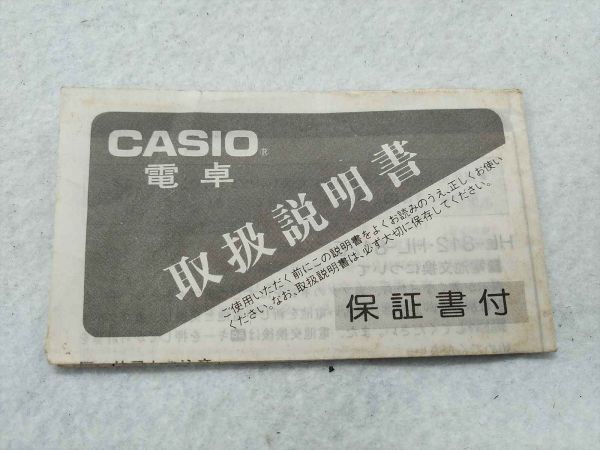 CASIO®
電卓
取扱説明書
ご使用いただく前にこの説明書をよくお読みのうえ、正しくお使い
ください。なお、取扱説明書は、必ず大切に保存してください。
保証書付